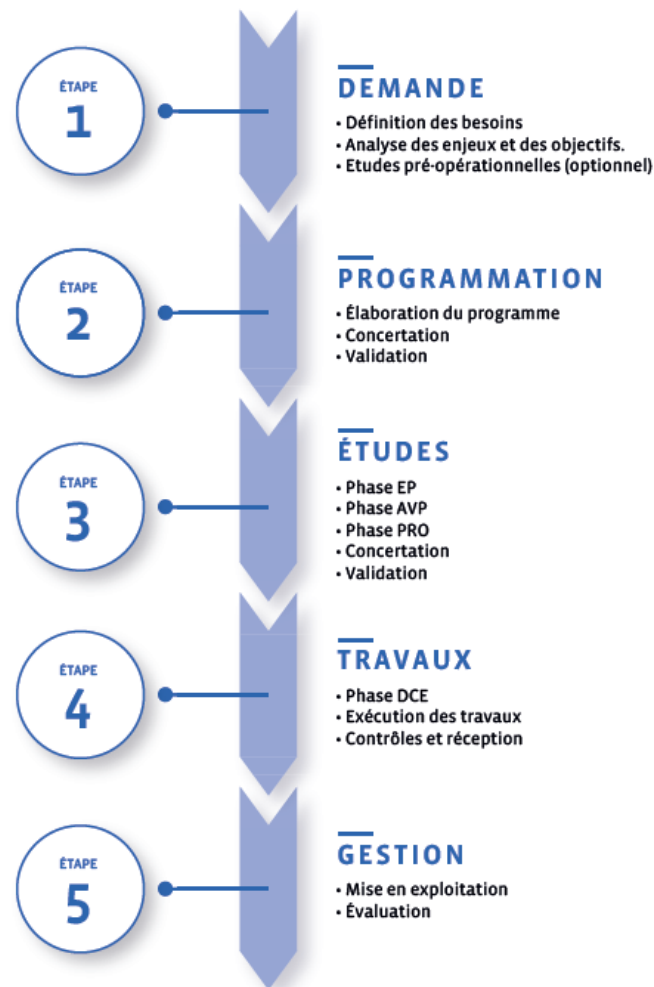 ÉTAPE
1
DEMANDE
• Définition des besoins
• Analyse des enjeux et des objectifs.
• Etudes pré-opérationnelles (optionnel)
ÉTAPE
2
PROGRAMMATION
• Élaboration du programme
• Concertation
• Validation
ÉTAPE
3
ÉTUDES
• Phase EP
• Phase AVP
• Phase PRO
• Concertation
• Validation
ÉTAPE
4
TRAVAUX
• Phase DCE
• Exécution des travaux
• Contrôles et réception
ÉTAPE
5
GESTION
• Mise en exploitation
• Évaluation